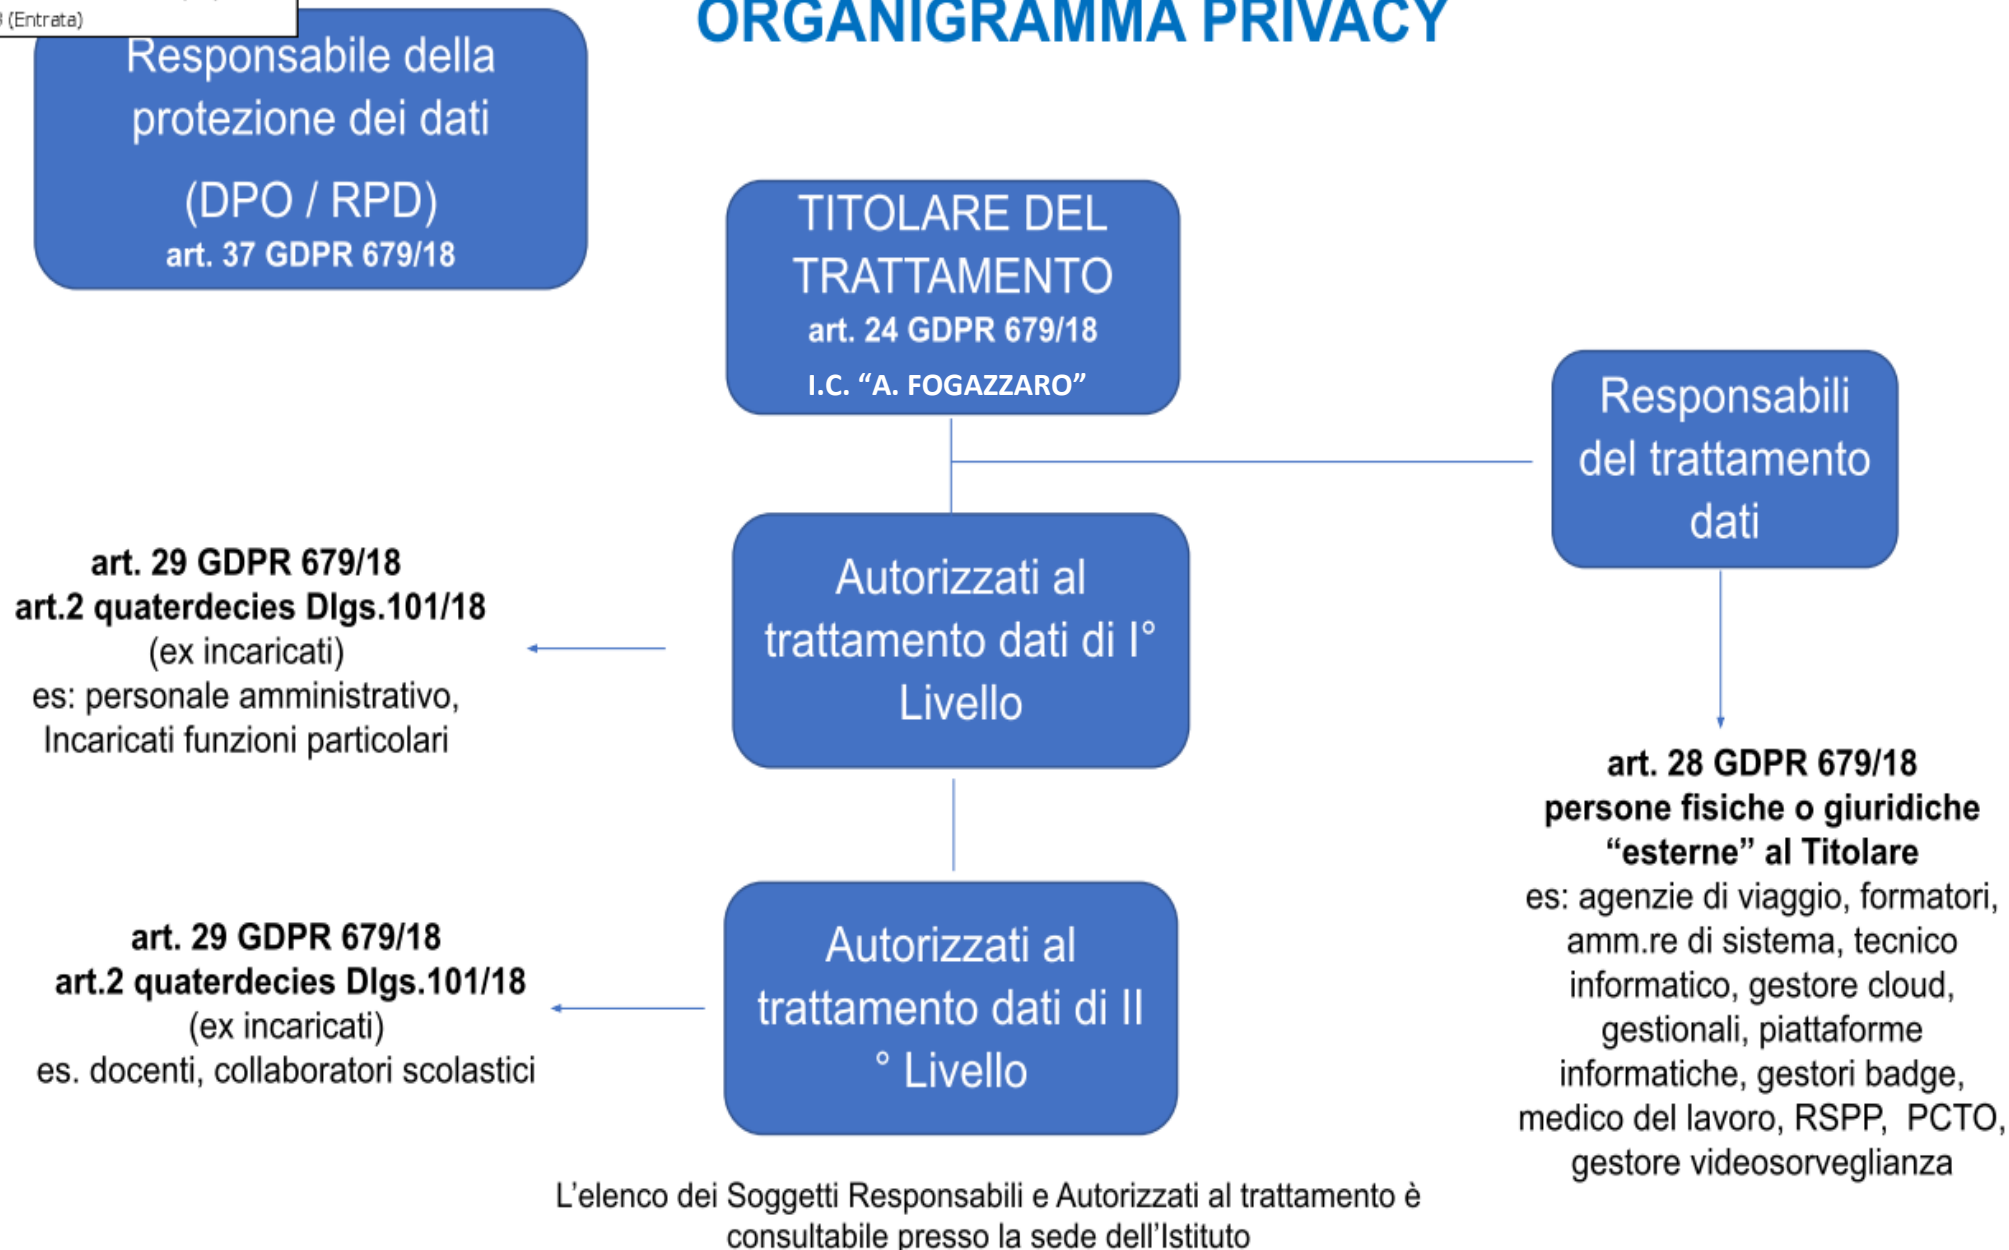 (Entrata)
ORGANIGRAMMA PRIVACY
Responsabile della
protezione dei dati
(DPO / RPD)
art. 37 GDPR 679/18
TITOLARE DEL
TRATTAMENTO
art. 24 GDPR 679/18
I.C. “A. FOGAZZARO”
Responsabili
del trattamento
dati
Autorizzati al
trattamento dati di I°
Livello
art. 29 GDPR 679/18
art.2 quaterdecies Dlgs.101/18
(ex incaricati)
es: personale amministrativo,
Incaricati funzioni particolari
art. 28 GDPR 679/18
persone fisiche o giuridiche
“esterne” al Titolare
es: agenzie di viaggio, formatori,
amm.re di sistema, tecnico
informatico, gestore cloud,
gestionali, piattaforme
informatiche, gestori badge,
medico del lavoro, RSPP, PCTO,
gestore videosorveglianza
Autorizzati al
trattamento dati di II
° Livello
art. 29 GDPR 679/18
art.2 quaterdecies Dlgs.101/18
(ex incaricati)
es. docenti, collaboratori scolastici
L’elenco dei Soggetti Responsabili e Autorizzati al trattamento è
consultabile presso la sede dell’Istituto